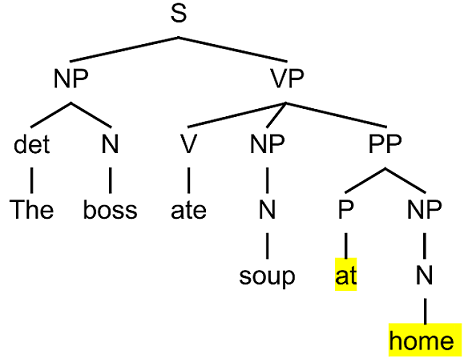 S
NP VP
det N V NP PP
The boss ate N P NP
soup at N
home